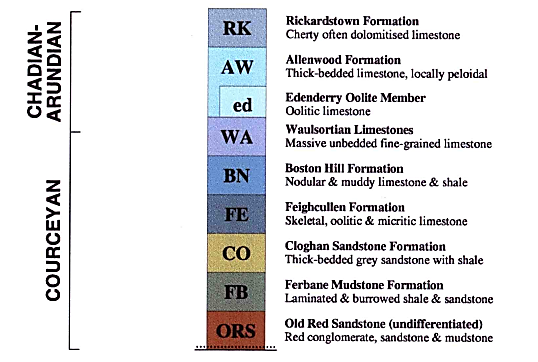 CHADIAN-
ARUNDIAN
COURCEYAN
RK
Rickardstown Formation
Cherty often dolomitised limestone
AW
Allenwood Formation
Thick-bedded limestone, locally peloidal
ed
Edenderry Oolite Member
Oolitic limestone
WA
Waulsortian Limestones
Massive unbedded fine-grained limestone
BN
Boston Hill Formation
Nodular & muddy limestone & shale
FE
Feighcullen Formation
Skeletal, oolitic & micritic limestone
CO
Cloghan Sandstone Formation
Thick-bedded grey sandstone with shale
FB
Ferbane Mudstone Formation
Laminated & burrowed shale & sandstone
ORS
Old Red Sandstone (undifferentiated)
Red conglomerate, sandstone & mudstone